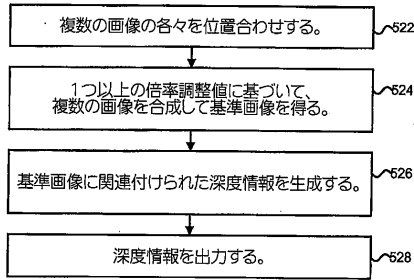 複数の画像の各々を位置合わせする。
522
1つ以上の倍率調整値に基づいて、
複数の画像を合成して基準画像を得る。
524
基準画像に関連付けられた深度情報を生成する。
526
深度情報を出力する。
528